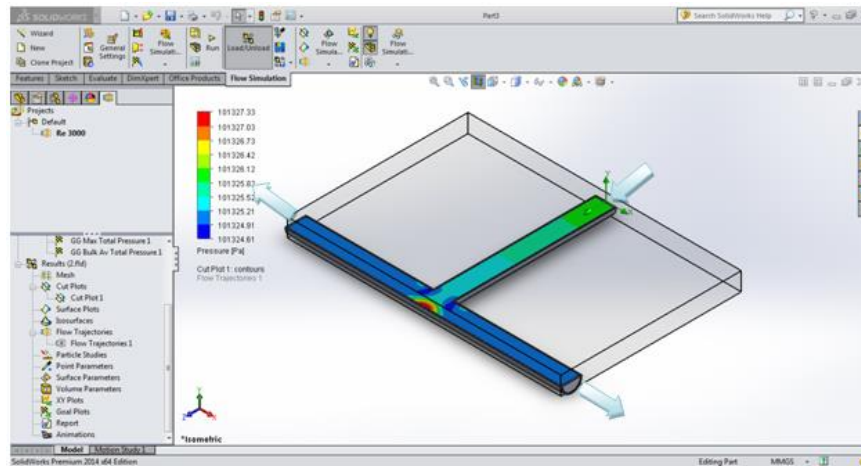 SOLIDWORKS
Part3
Search SolidWorks Help
Wizard
New
Clone Project
General Settings
Flow Simulati...
Run
Load/Unload
Flow Simula...
Flow Simulati...
Features Sketch Evaluate DimXpert Office Products Flow Simulation
Projects
Default
Re 3000
GG Max Total Pressure 1
GG Bulk Av Total Pressure 1
Results (2.fld)
Mesh
Cut Plots
Cut Plot 1
Surface Plots
Isosurfaces
Flow Trajectories
Flow Trajectories 1
Particle Studies
Point Parameters
Surface Parameters
Volume Parameters
XY Plots
Goal Plots
Report
Animations
101327.33
101327.03
101326.73
101326.42
101326.12
101325.82
101325.52
101325.21
101324.91
101324.61
Pressure [Pa]
Cut Plot 1: contours
Flow Trajectories 1
Y
X
Y
X
Z
*Isometric
Model Motion Study 1
SolidWorks Premium 2014 x64 Edition
Editing Part MMGS